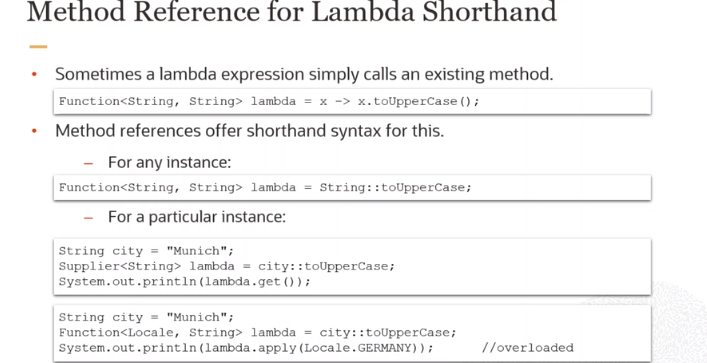 Method Reference for Lambda Shorthand
• Sometimes a lambda expression simply calls an existing method.
Function<String, String> lambda = x -> x.toUpperCase();
• Method references offer shorthand syntax for this.
– For any instance:
Function<String, String> lambda = String::toUpperCase;
– For a particular instance:
String city = "Munich";
Supplier<String> lambda = city::toUpperCase;
System.out.println(lambda.get());
String city = "Munich";
Function<Locale, String> lambda = city::toUpperCase;
System.out.println(lambda.apply(Locale.GERMANY)); //overloaded